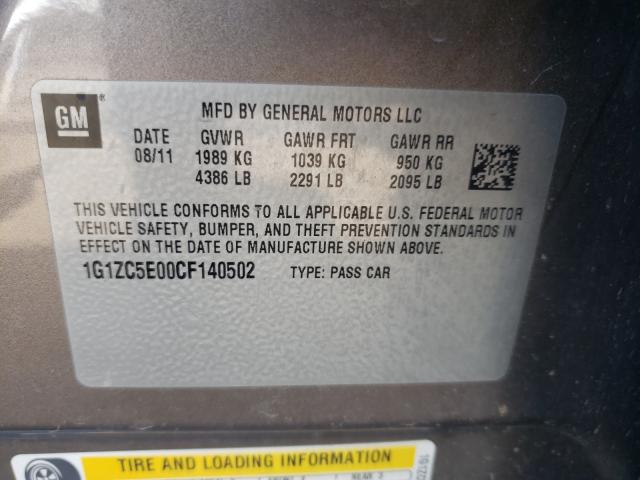 GM ®
MFD BY GENERAL MOTORS LLC
DATE GVWR GAWR FRT GAWR RR
08/11 1989 KG 1039 KG 950 KG
4386 LB 2291 LB 2095 LB
THIS VEHICLE CONFORMS TO ALL APPLICABLE U.S. FEDERAL MOTOR
VEHICLE SAFETY, BUMPER, AND THEFT PREVENTION STANDARDS IN
EFFECT ON THE DATE OF MANUFACTURE SHOWN ABOVE.
1G1ZC5E00CF140502 TYPE: PASS CAR
TIRE AND LOADING INFORMATION